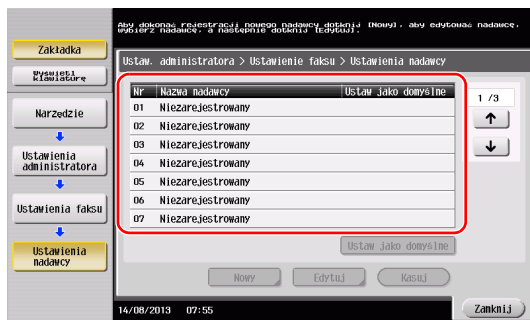 Aby dokonać rejestracji nowego nadawcy dotknij [Nowy], aby edytować nadawcę,
wybierz nadawcę, a następnie dotknij [Edytuj].
Zakładka
Wyświetl
klawiaturę
Narzędzie
Ustawienia
administratora
Ustawienia faksu
Ustawienia
nadawcy
Ustaw. administratora > Ustawienie faksu > Ustawienia nadawcy
Nr Nazwa nadawcy Ustaw jako domyślne
01 Niezarejestrowany
02 Niezarejestrowany
03 Niezarejestrowany
04 Niezarejestrowany
05 Niezarejestrowany
06 Niezarejestrowany
07 Niezarejestrowany
1 /3
Ustaw jako domyślne
Nowy Edytuj Kasuj
14/08/2013 07:55
Zamknij